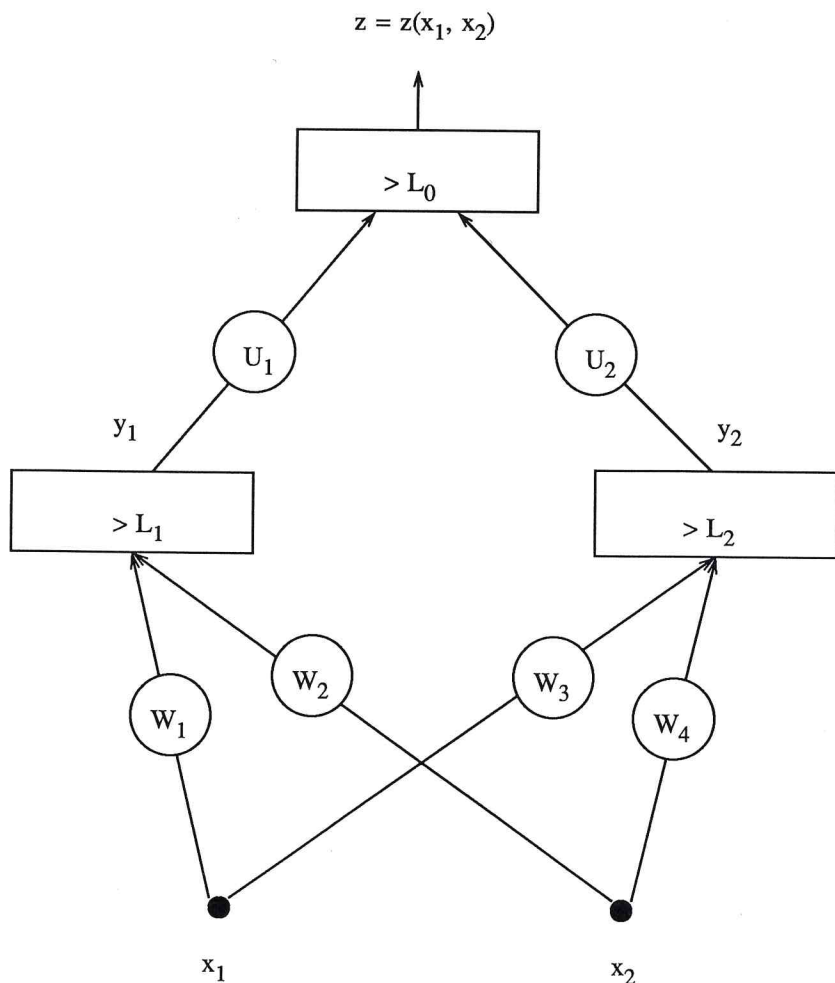 z = z(x₁, x₂)
> L₀
U₁
U₂
y₁
y₂
> L₁
> L₂
W₁
W₂
W₃
W₄
x₁
x₂